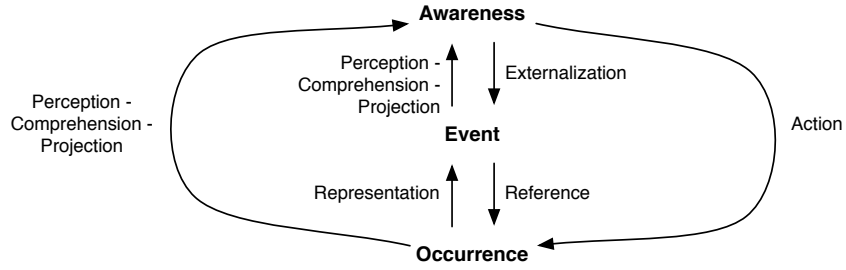 Awareness
Perception -
Comprehension -
Projection
Externalization
Perception -
Comprehension -
Projection
Event
Action
Representation
Reference
Occurrence